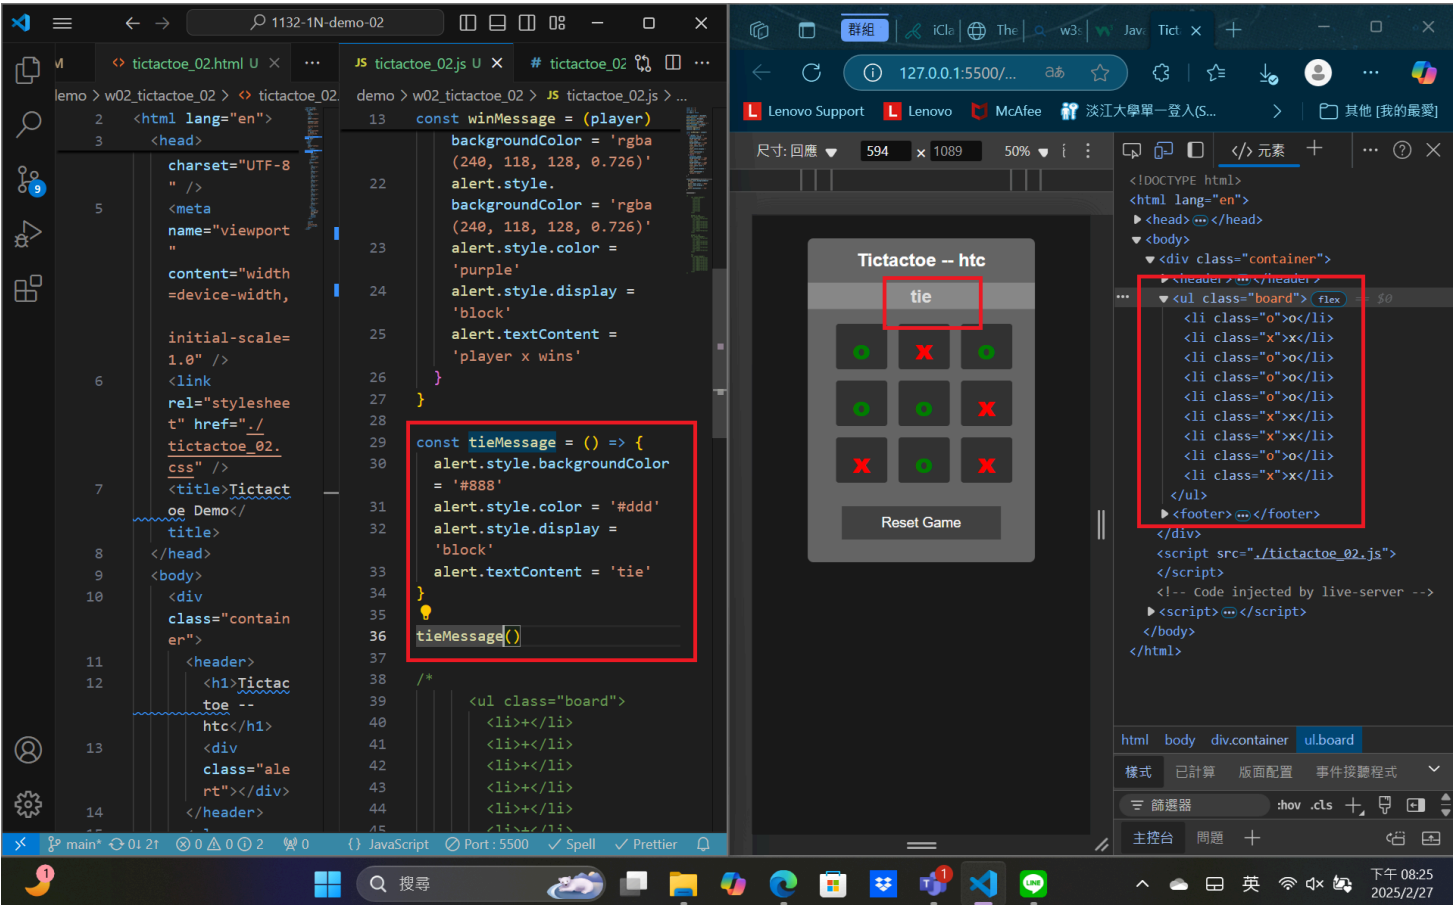 1132-1N-demo-02
M
<> tictactoe_02.html U
JS tictactoe_02.js U
# tictactoe_02
demo > w02_tictactoe_02 > <> tictactoe_02.
demo > w02_tictactoe_02 > JS tictactoe_02.js > ...
2 <html lang="en">
3 <head>
charset="UTF-8
" />
5 <meta
name="viewport
"
content="width
=device-width,
initial-scale=
1.0" />
6 <link
rel="styleshee
t" href="./
tictactoe_02.
css" />
7 <title>Tictact
oe Demo</
title>
8 </head>
9 <body>
10 <div
class="contain
er">
11 <header>
12 <h1>Tictac
toe --
htc</h1>
13 <div
class="ale
rt"></div>
14 </header>
13 const winMessage = (player)
backgroundColor = 'rgba
(240, 118, 128, 0.726)'
22 alert.style.
backgroundColor = 'rgba
(240, 118, 128, 0.726)'
23 alert.style.color =
'purple'
24 alert.style.display =
'block'
25 alert.textContent =
'player x wins'
26 }
27 }
28
29 const tieMessage = () => {
30 alert.style.backgroundColor
= '#888'
31 alert.style.color = '#ddd'
32 alert.style.display =
'block'
33 alert.textContent = 'tie'
34 }
35
36 tieMessage()
37
38 /*
39 <ul class="board">
40 <li>+</li>
41 <li>+</li>
42 <li>+</li>
43 <li>+</li>
44 <li>+</li>
45 <li>+</li>
9
main* 0↓ 2↑ 0 0 2 0
{} JavaScript Port : 5500 Spell Prettier
群組 iCla The w3s Java Tict
127.0.0.1:5500/...
Lenovo Support Lenovo McAfee 淡江大學單一登入(S... 其他 [我的最愛]
尺寸: 回應 594 × 1089 50%
</> 元素
Tictactoe -- htc
tie
o x o
o o x
x o x
Reset Game
<!DOCTYPE html>
<html lang="en">
<head>...</head>
<body>
<div class="container">
<header>...</header>
<ul class="board"> flex == $0
<li class="o">o</li>
<li class="x">x</li>
<li class="o">o</li>
<li class="o">o</li>
<li class="o">o</li>
<li class="x">x</li>
<li class="x">x</li>
<li class="o">o</li>
<li class="x">x</li>
</ul>
<footer>...</footer>
</div>
<script src="./tictactoe_02.js">
</script>
<!-- Code injected by live-server -->
<script>...</script>
</body>
</html>
html body div.container ul.board
樣式 已計算 版面配置 事件接聽程式
篩選器 :hov .cls
主控台 問題
1
搜尋
1
英
下午 08:25
2025/2/27